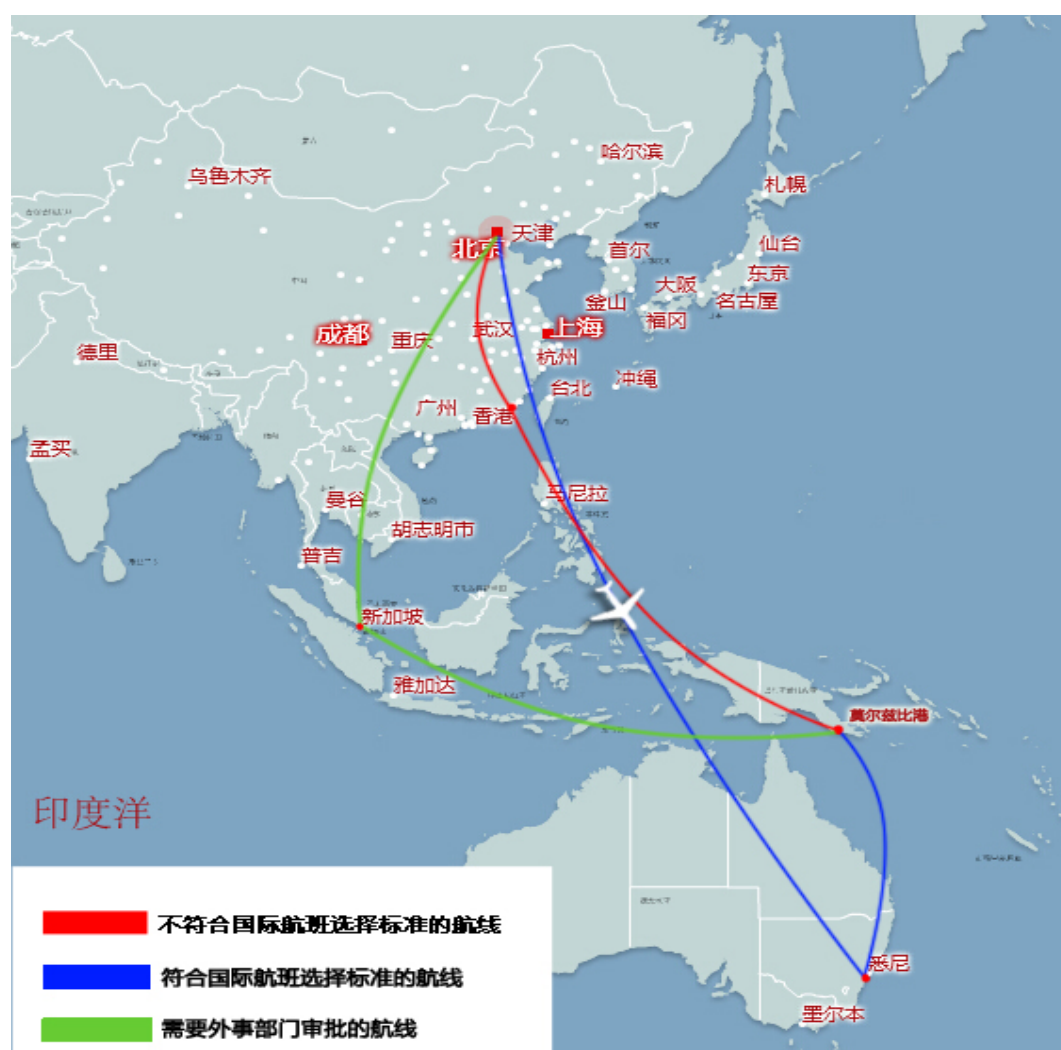 哈尔滨
乌鲁木齐
札幌
天津
仙台
北京
首尔
东京
大阪
釜山
名古屋
福冈
成都
重庆
武汉
上海
德里
杭州
冲绳
台北
广州
香港
孟买
曼谷
马尼拉
胡志明市
普吉
新加坡
雅加达
莫尔兹比港
印度洋
悉尼
墨尔本
不符合国际航班选择标准的航线
符合国际航班选择标准的航线
需要外事部门审批的航线